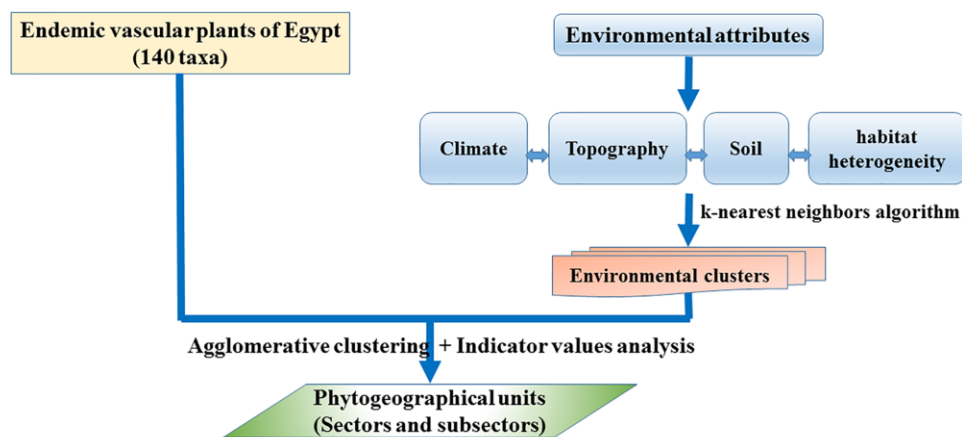 Endemic vascular plants of Egypt
(140 taxa)
Environmental attributes
Climate
Topography
Soil
habitat
heterogeneity
k-nearest neighbors algorithm
Environmental clusters
Agglomerative clustering + Indicator values analysis
Phytogeographical units
(Sectors and subsectors)